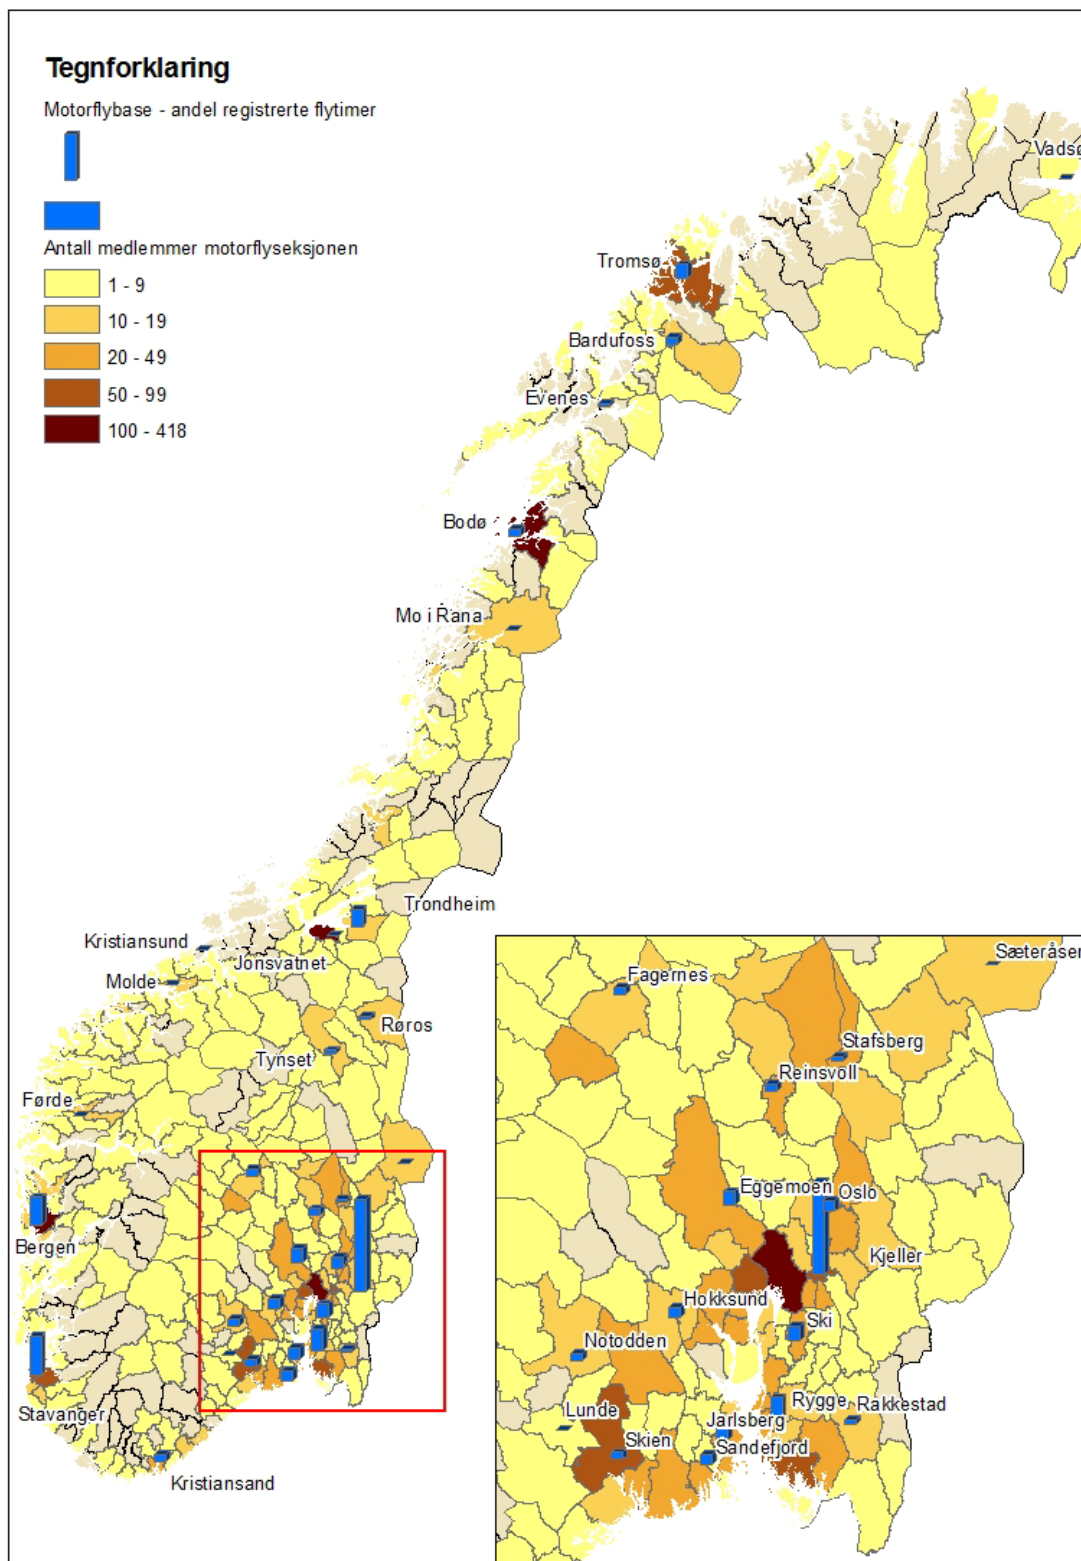 Tegnforklaring
Motorflybase - andel registrerte flytimer
Antall medlemmer motorflyseksjonen
1 - 9
10 - 19
20 - 49
50 - 99
100 - 418
Vadsø
Tromsø
Bardufoss
Evenes
Bodø
Mo i Rana
Trondheim
Kristiansund
Jonsvatnet
Molde
Røros
Tynset
Førde
Bergen
Stavanger
Kristiansand
Sæteråsen
Fagernes
Stafsberg
Reinsvoll
Eggemoen
Oslo
Kjeller
Hokksund
Ski
Notodden
Rygge
Rakkestad
Lunde
Jarlsberg
Skien
Sandefjord